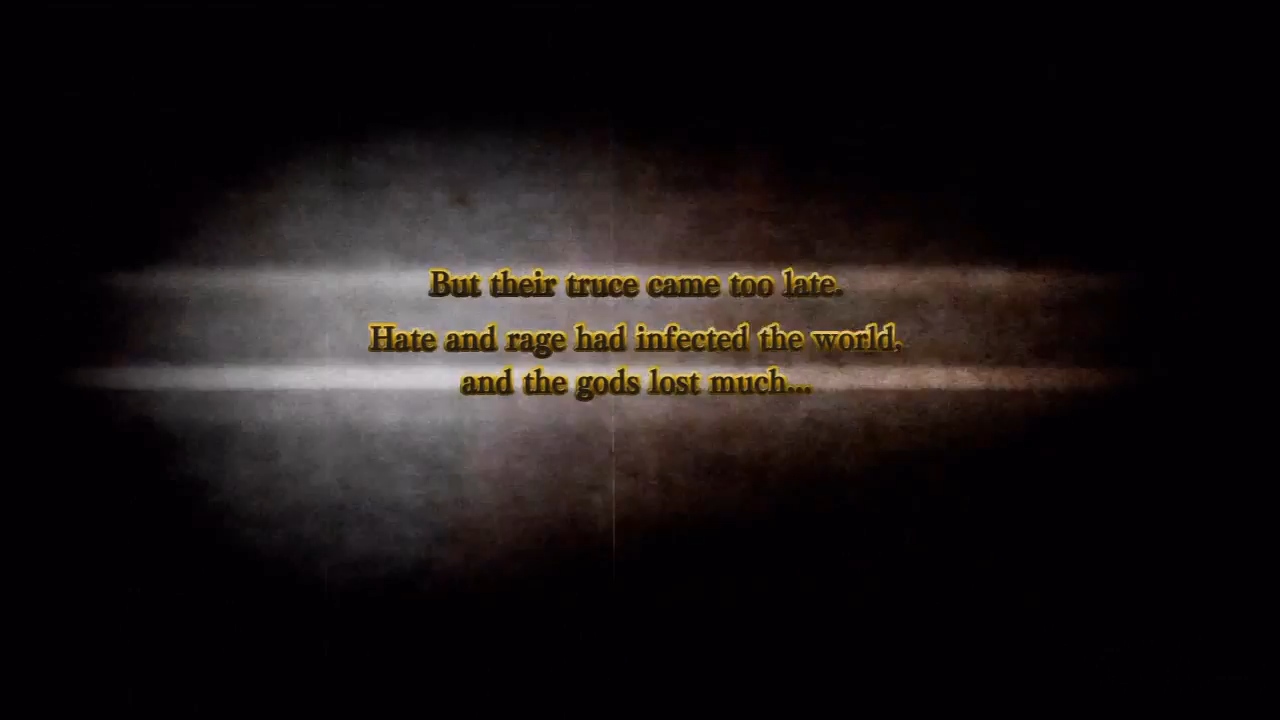 But their truce came too late.
Hate and rage had infected the world,
and the gods lost much...